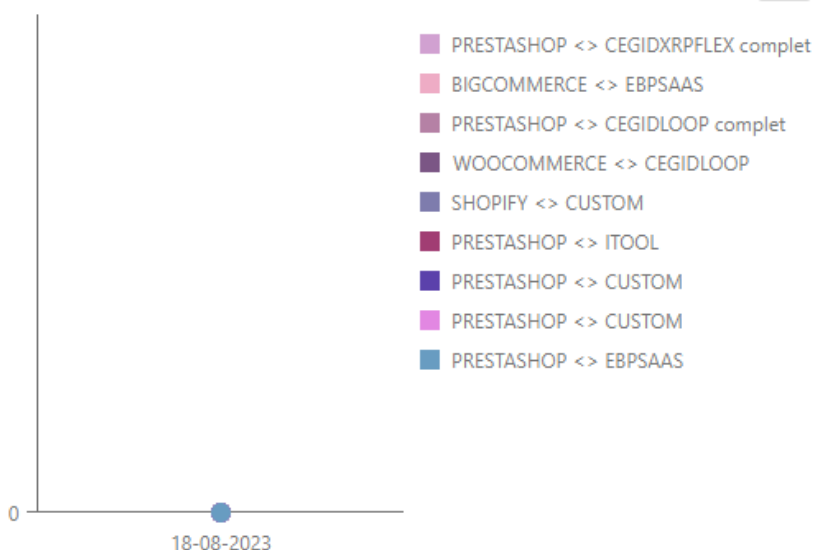 PRESTASHOP <> CEGIDXRPFLEX complet
BIGCOMMERCE <> EBPSAAS
PRESTASHOP <> CEGIDLOOP complet
WOOCOMMERCE <> CEGIDLOOP
SHOPIFY <> CUSTOM
PRESTASHOP <> ITOOL
PRESTASHOP <> CUSTOM
PRESTASHOP <> CUSTOM
PRESTASHOP <> EBPSAAS
0
18-08-2023